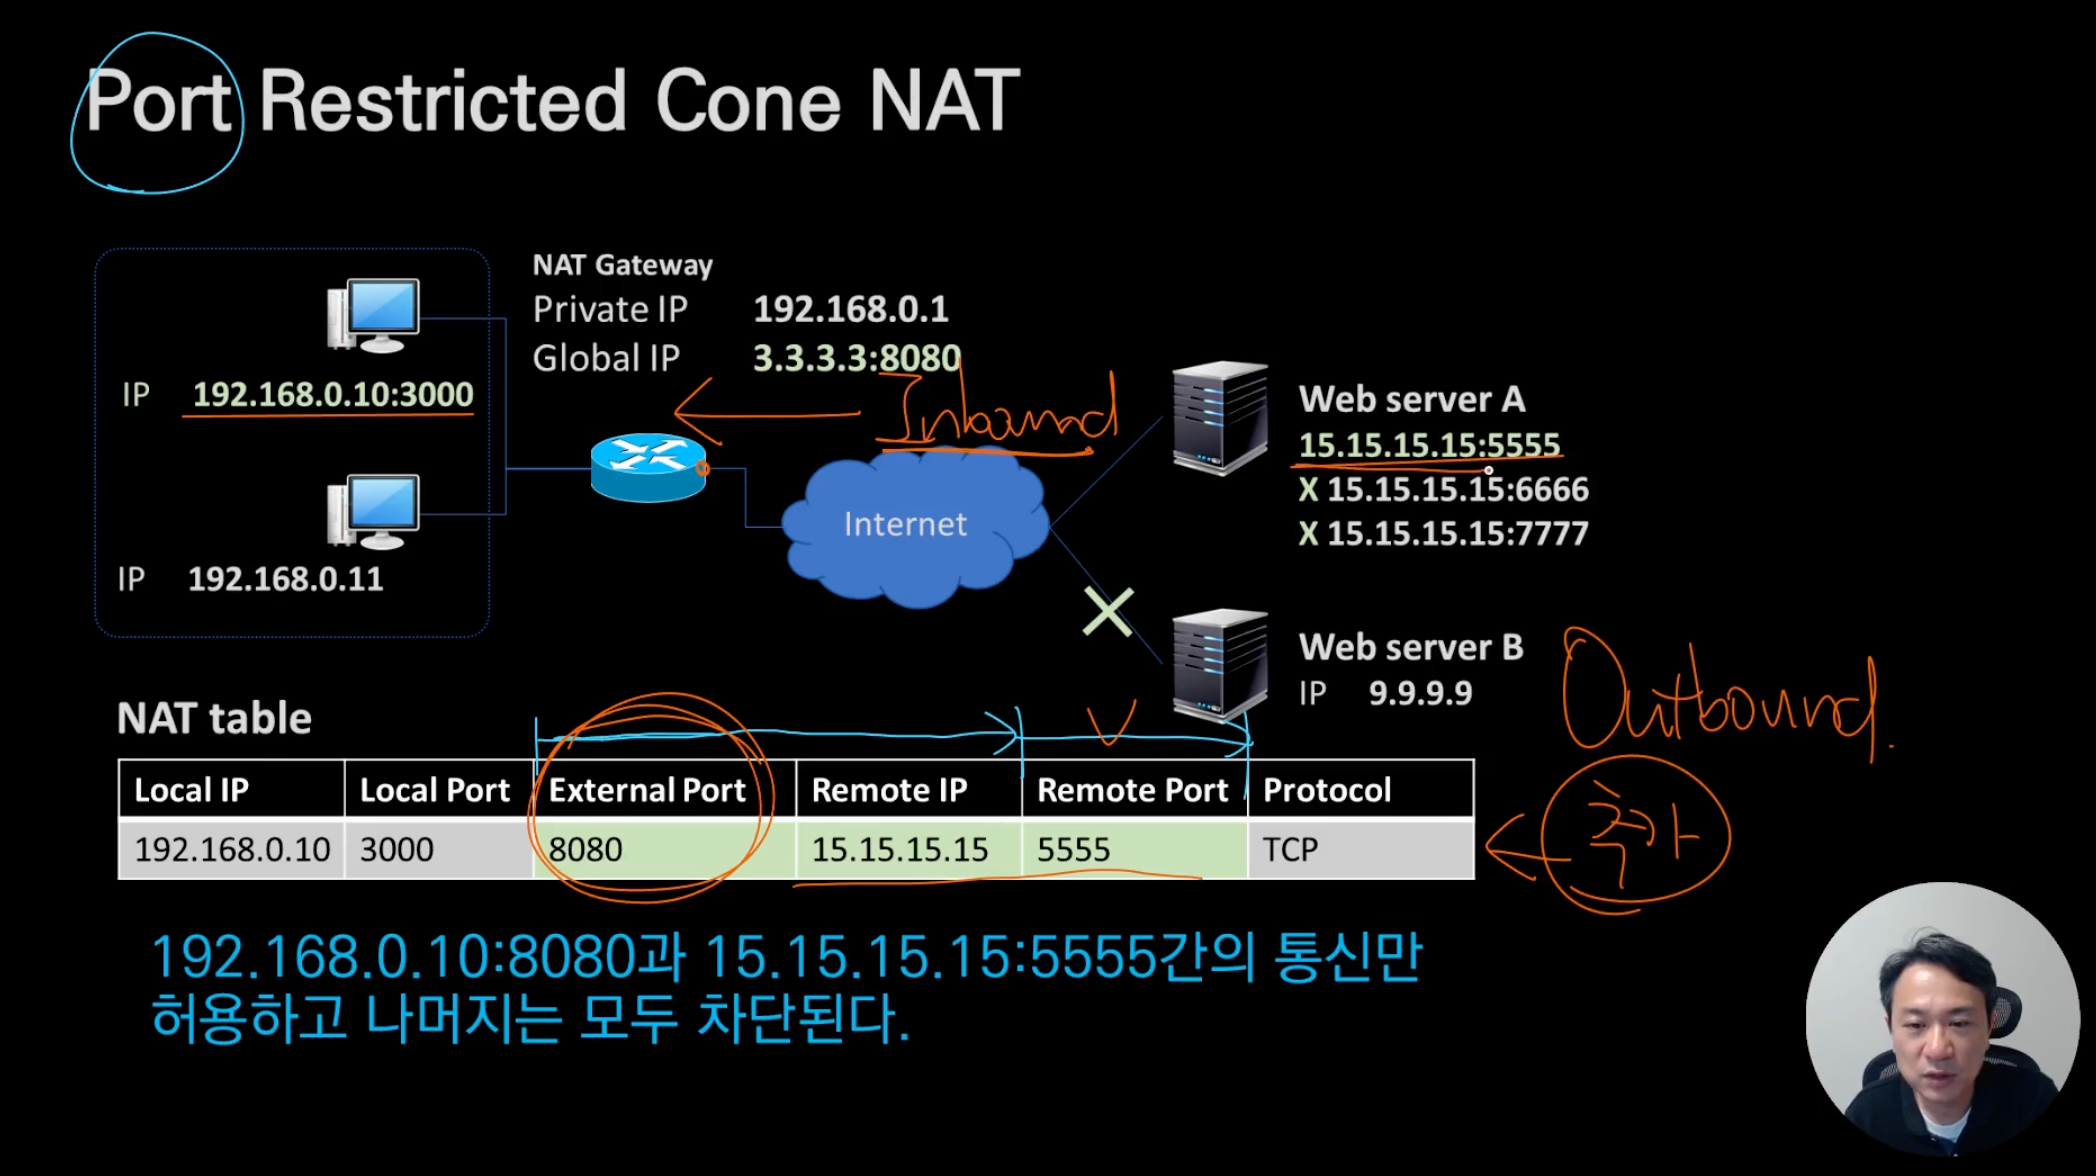 Port Restricted Cone NAT
NAT Gateway
Private IP 192.168.0.1
Global IP 3.3.3.3:8080
IP 192.168.0.10:3000
Inbound
Web server A
15.15.15.15:5555
X 15.15.15.15:6666
X 15.15.15.15:7777
Internet
IP 192.168.0.11
Web server B
IP 9.9.9.9
Outbound.
추가
NAT table
Local IP Local Port External Port Remote IP Remote Port Protocol
192.168.0.10 3000 8080 15.15.15.15 5555 TCP
192.168.0.10:8080과 15.15.15.15:5555간의 통신만
허용하고 나머지는 모두 차단된다.